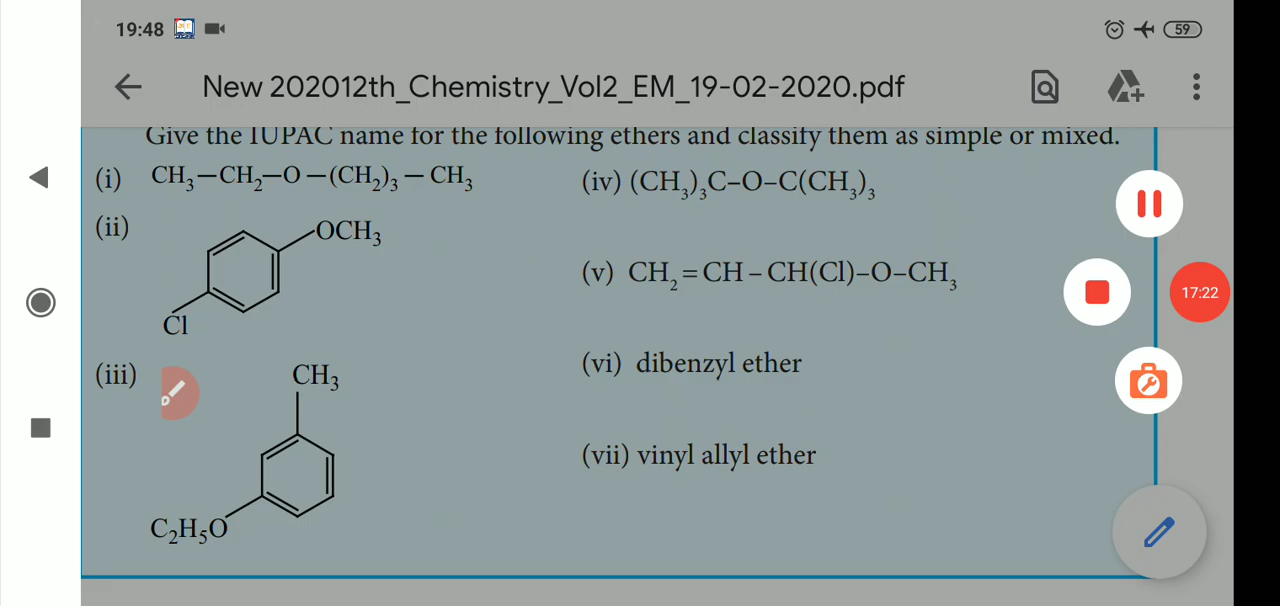 19:48
59
New 202012th_Chemistry_Vol2_EM_19-02-2020.pdf
Give the IUPAC name for the following ethers and classify them as simple or mixed.
(i) CH₃–CH₂–O–(CH₂)₃–CH₃
(ii)
OCH₃
Cl
(iii)
CH₃
C₂H₅O
(iv) (CH₃)₃C–O–C(CH₃)₃
(v) CH₂=CH–CH(Cl)–O–CH₃
(vi) dibenzyl ether
(vii) vinyl allyl ether
17:22